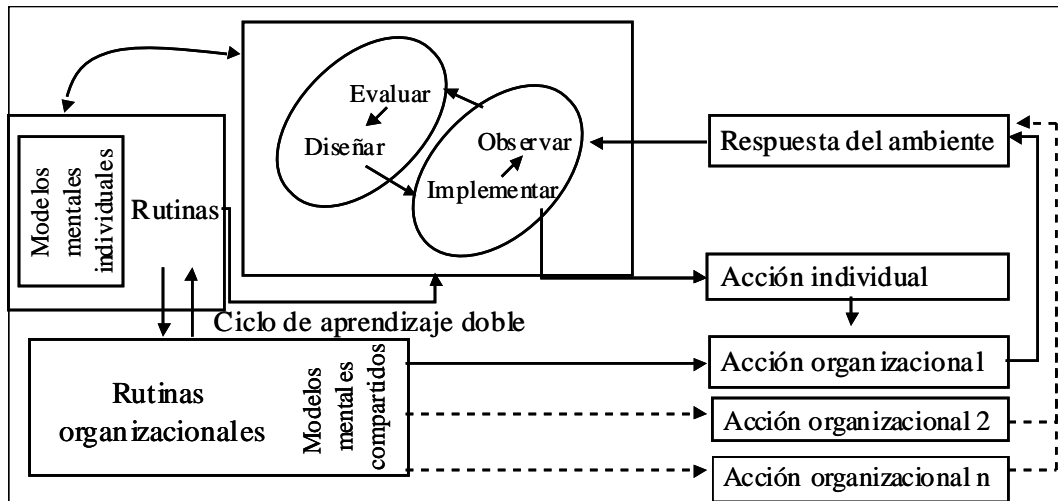 Evaluar
Diseñar
Observar
Implementar
Respuesta del ambiente
Modelos
mentales
individuales
Rutinas
Acción individual
Ciclo de aprendizaje doble
Acción organizacional
Rutinas
organizacionales
Modelos
mentales
compartidos
Acción organizacional 2
Acción organizacional n